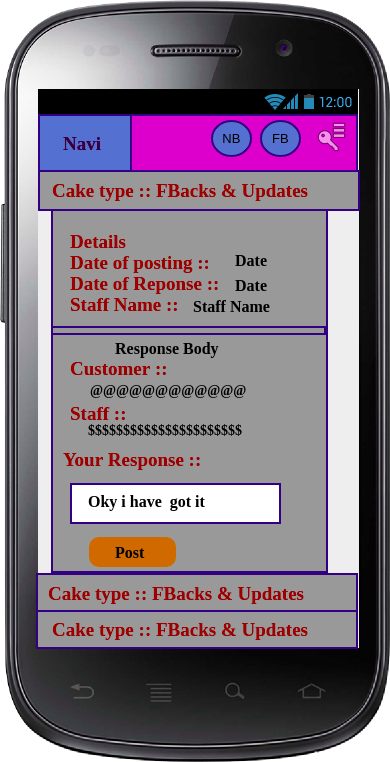 12:00
Navi NB FB
Cake type :: FBacks & Updates
Details
Date of posting :: Date
Date of Reponse :: Date
Staff Name :: Staff Name
Response Body
Customer ::
@@@@@@@@@@@@
Staff ::
$$$$$$$$$$$$$$$$$$$$$$
Your Response ::
Oky i have got it
Post
Cake type :: FBacks & Updates
Cake type :: FBacks & Updates